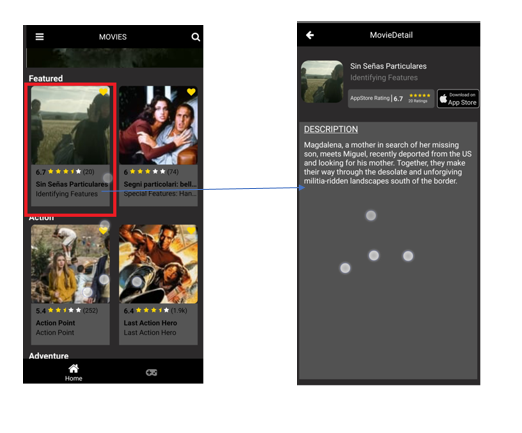 MOVIES
Featured
6.7 (20)
Sin Señas Particulares
Identifying Features
6 (74)
Segni particolari: bell..
Special Features: Han..
Action
5.4 (252)
Action Point
Action Point
6.4 (1.9k)
Last Action Hero
Last Action Hero
Adventure
Home
MovieDetail
Sin Señas Particulares
Identifying Features
AppStore Rating 6.7
20 Ratings
Download on
App Store
DESCRIPTION
Magdalena, a mother in search of her missing
son, meets Miguel, recently deported from the US
and looking for his mother. Together, they make
their way through the desolate and unforgiving
militia-ridden landscapes south of the border.